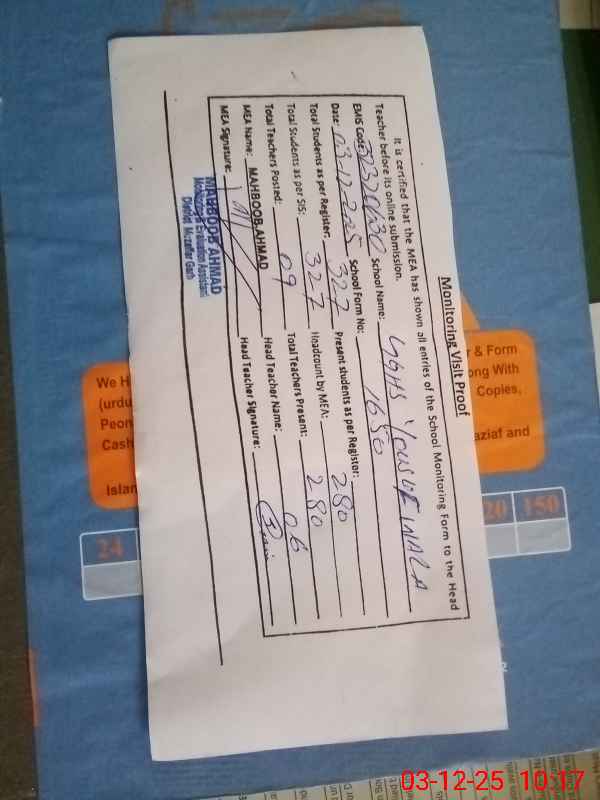 Monitoring Visit Proof
It is certified that the MEA has shown all entries of the School Monitoring Form to the Head
Teacher before its online submission.
EMIS Code: 32320630 School Name: GGHS YOUSUF WALA
Date: 03-12-2025 School Form No: 1650
Total Students as per Register: 327 Present students as per Register: 280
Total Students as per SIS: 327 Headcount by MEA: 280
Total Teachers Posted: 09 Total Teachers Present: 06
MEA Name: MAHBOOB AHMAD Head Teacher Name:
MEA Signature: Head Teacher Signature:
MAHBOOB AHMAD
Monitoring & Evaluation Assistant
District Muzaffar Garh
We H
(urdu
Peon
Cash
Islan
r & Form
ong With
Copies,
aziaf and
24
20 150
03-12-25 10:17